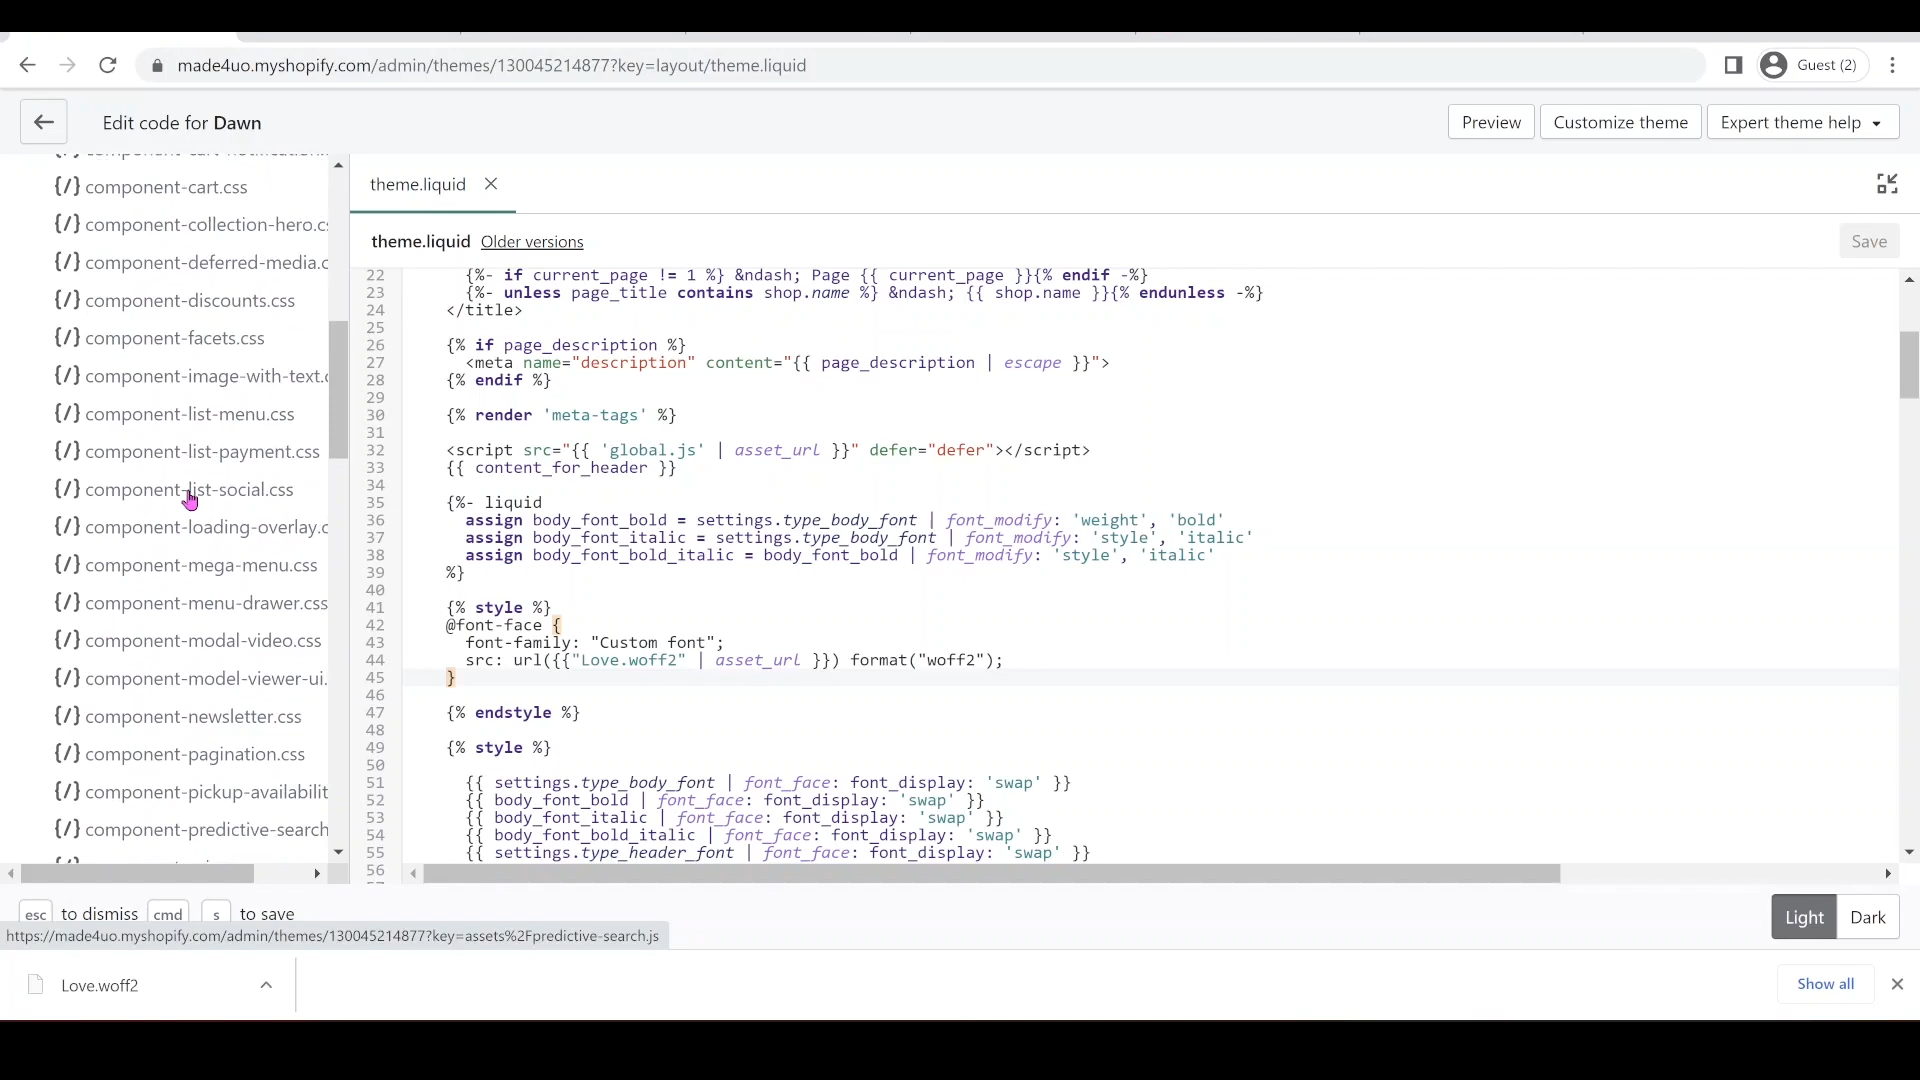 made4uo.myshopify.com/admin/themes/130045214877?key=layout/theme.liquid
Guest (2)
Edit code for Dawn
Preview
Customize theme
Expert theme help
{/} component-cart.css
{/} component-collection-hero.cs
{/} component-deferred-media.c
{/} component-discounts.css
{/} component-facets.css
{/} component-image-with-text.c
{/} component-list-menu.css
{/} component-list-payment.css
{/} component-list-social.css
{/} component-loading-overlay.c
{/} component-mega-menu.css
{/} component-menu-drawer.css
{/} component-modal-video.css
{/} component-model-viewer-ui.
{/} component-newsletter.css
{/} component-pagination.css
{/} component-pickup-availabilit
{/} component-predictive-search
theme.liquid
theme.liquid Older versions
Save
22 {%- if current_page != 1 %} &ndash; Page {{ current_page }}{% endif -%}
23 {%- unless page_title contains shop.name %} &ndash; {{ shop.name }}{% endunless -%}
24 </title>
25
26 {% if page_description %}
27 <meta name="description" content="{{ page_description | escape }}">
28 {% endif %}
29
30 {% render 'meta-tags' %}
31
32 <script src="{{ 'global.js' | asset_url }}" defer="defer"></script>
33 {{ content_for_header }}
34
35 {%- liquid
36 assign body_font_bold = settings.type_body_font | font_modify: 'weight', 'bold'
37 assign body_font_italic = settings.type_body_font | font_modify: 'style', 'italic'
38 assign body_font_bold_italic = body_font_bold | font_modify: 'style', 'italic'
39 %}
40
41 {% style %}
42 @font-face {
43 font-family: "Custom font";
44 src: url({{"Love.woff2" | asset_url }}) format("woff2");
45 }
46
47 {% endstyle %}
48
49 {% style %}
50
51 {{ settings.type_body_font | font_face: font_display: 'swap' }}
52 {{ body_font_bold | font_face: font_display: 'swap' }}
53 {{ body_font_italic | font_face: font_display: 'swap' }}
54 {{ body_font_bold_italic | font_face: font_display: 'swap' }}
55 {{ settings.type_header_font | font_face: font_display: 'swap' }}
56
esc to dismiss cmd s to save
Light
Dark
https://made4uo.myshopify.com/admin/themes/130045214877?key=assets%2Fpredictive-search.js
Love.woff2
Show all